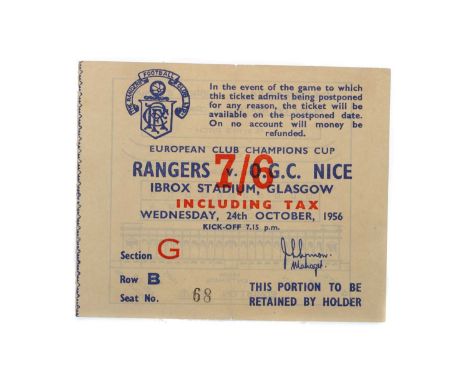 THE RANGERS FOOTBALL CLUB LTD.
In the event of the game to which
this ticket admits being postponed
for any reason, the ticket will be
available on the postponed date.
On no account will money be
refunded.
EUROPEAN CLUB CHAMPIONS CUP
RANGERS v. O.G.C. NICE
7/6
IBROX STADIUM, GLASGOW
INCLUDING TAX
WEDNESDAY, 24th OCTOBER, 1956
KICK-OFF 7.15 p.m.
Section G
Manager.
Row B
Seat No. 68
THIS PORTION TO BE
RETAINED BY HOLDER